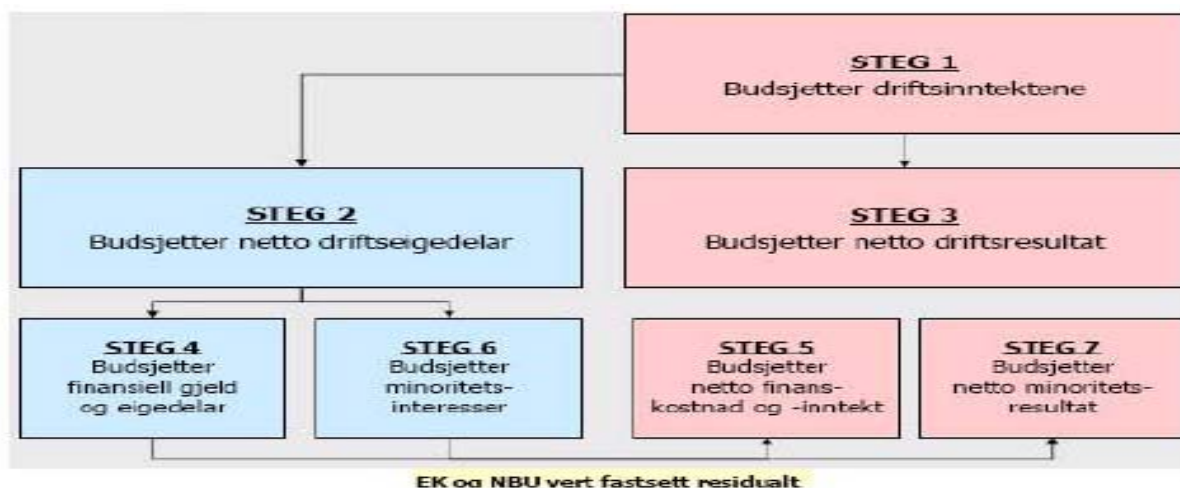 STEG 1
Budsjetter driftsinntektene
STEG 2
Budsjetter netto driftseigedelar
STEG 3
Budsjetter netto driftsresultat
STEG 4
Budsjetter
finansiell gjeld
og eigedelar
STEG 6
Budsjetter
minoritets-
interesser
STEG 5
Budsjetter
netto finans-
kostnad og -inntekt
STEG 7
Budsjetter
netto minoritets-
resultat
EK og NBU vert fastsett residualt